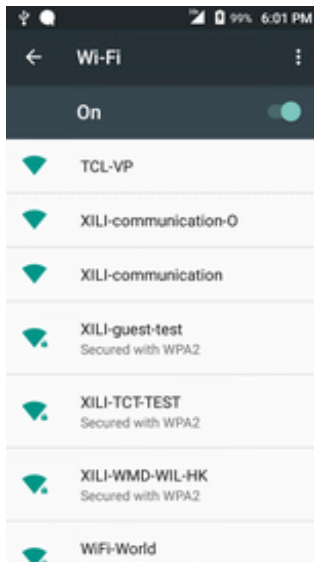 99% 6:01 PM
Wi-Fi
On
TCL-VP
XILI-communication-O
XILI-communication
XILI-guest-test
Secured with WPA2
XILI-TCT-TEST
Secured with WPA2
XILI-WMD-WIL-HK
Secured with WPA2
WiFi-World